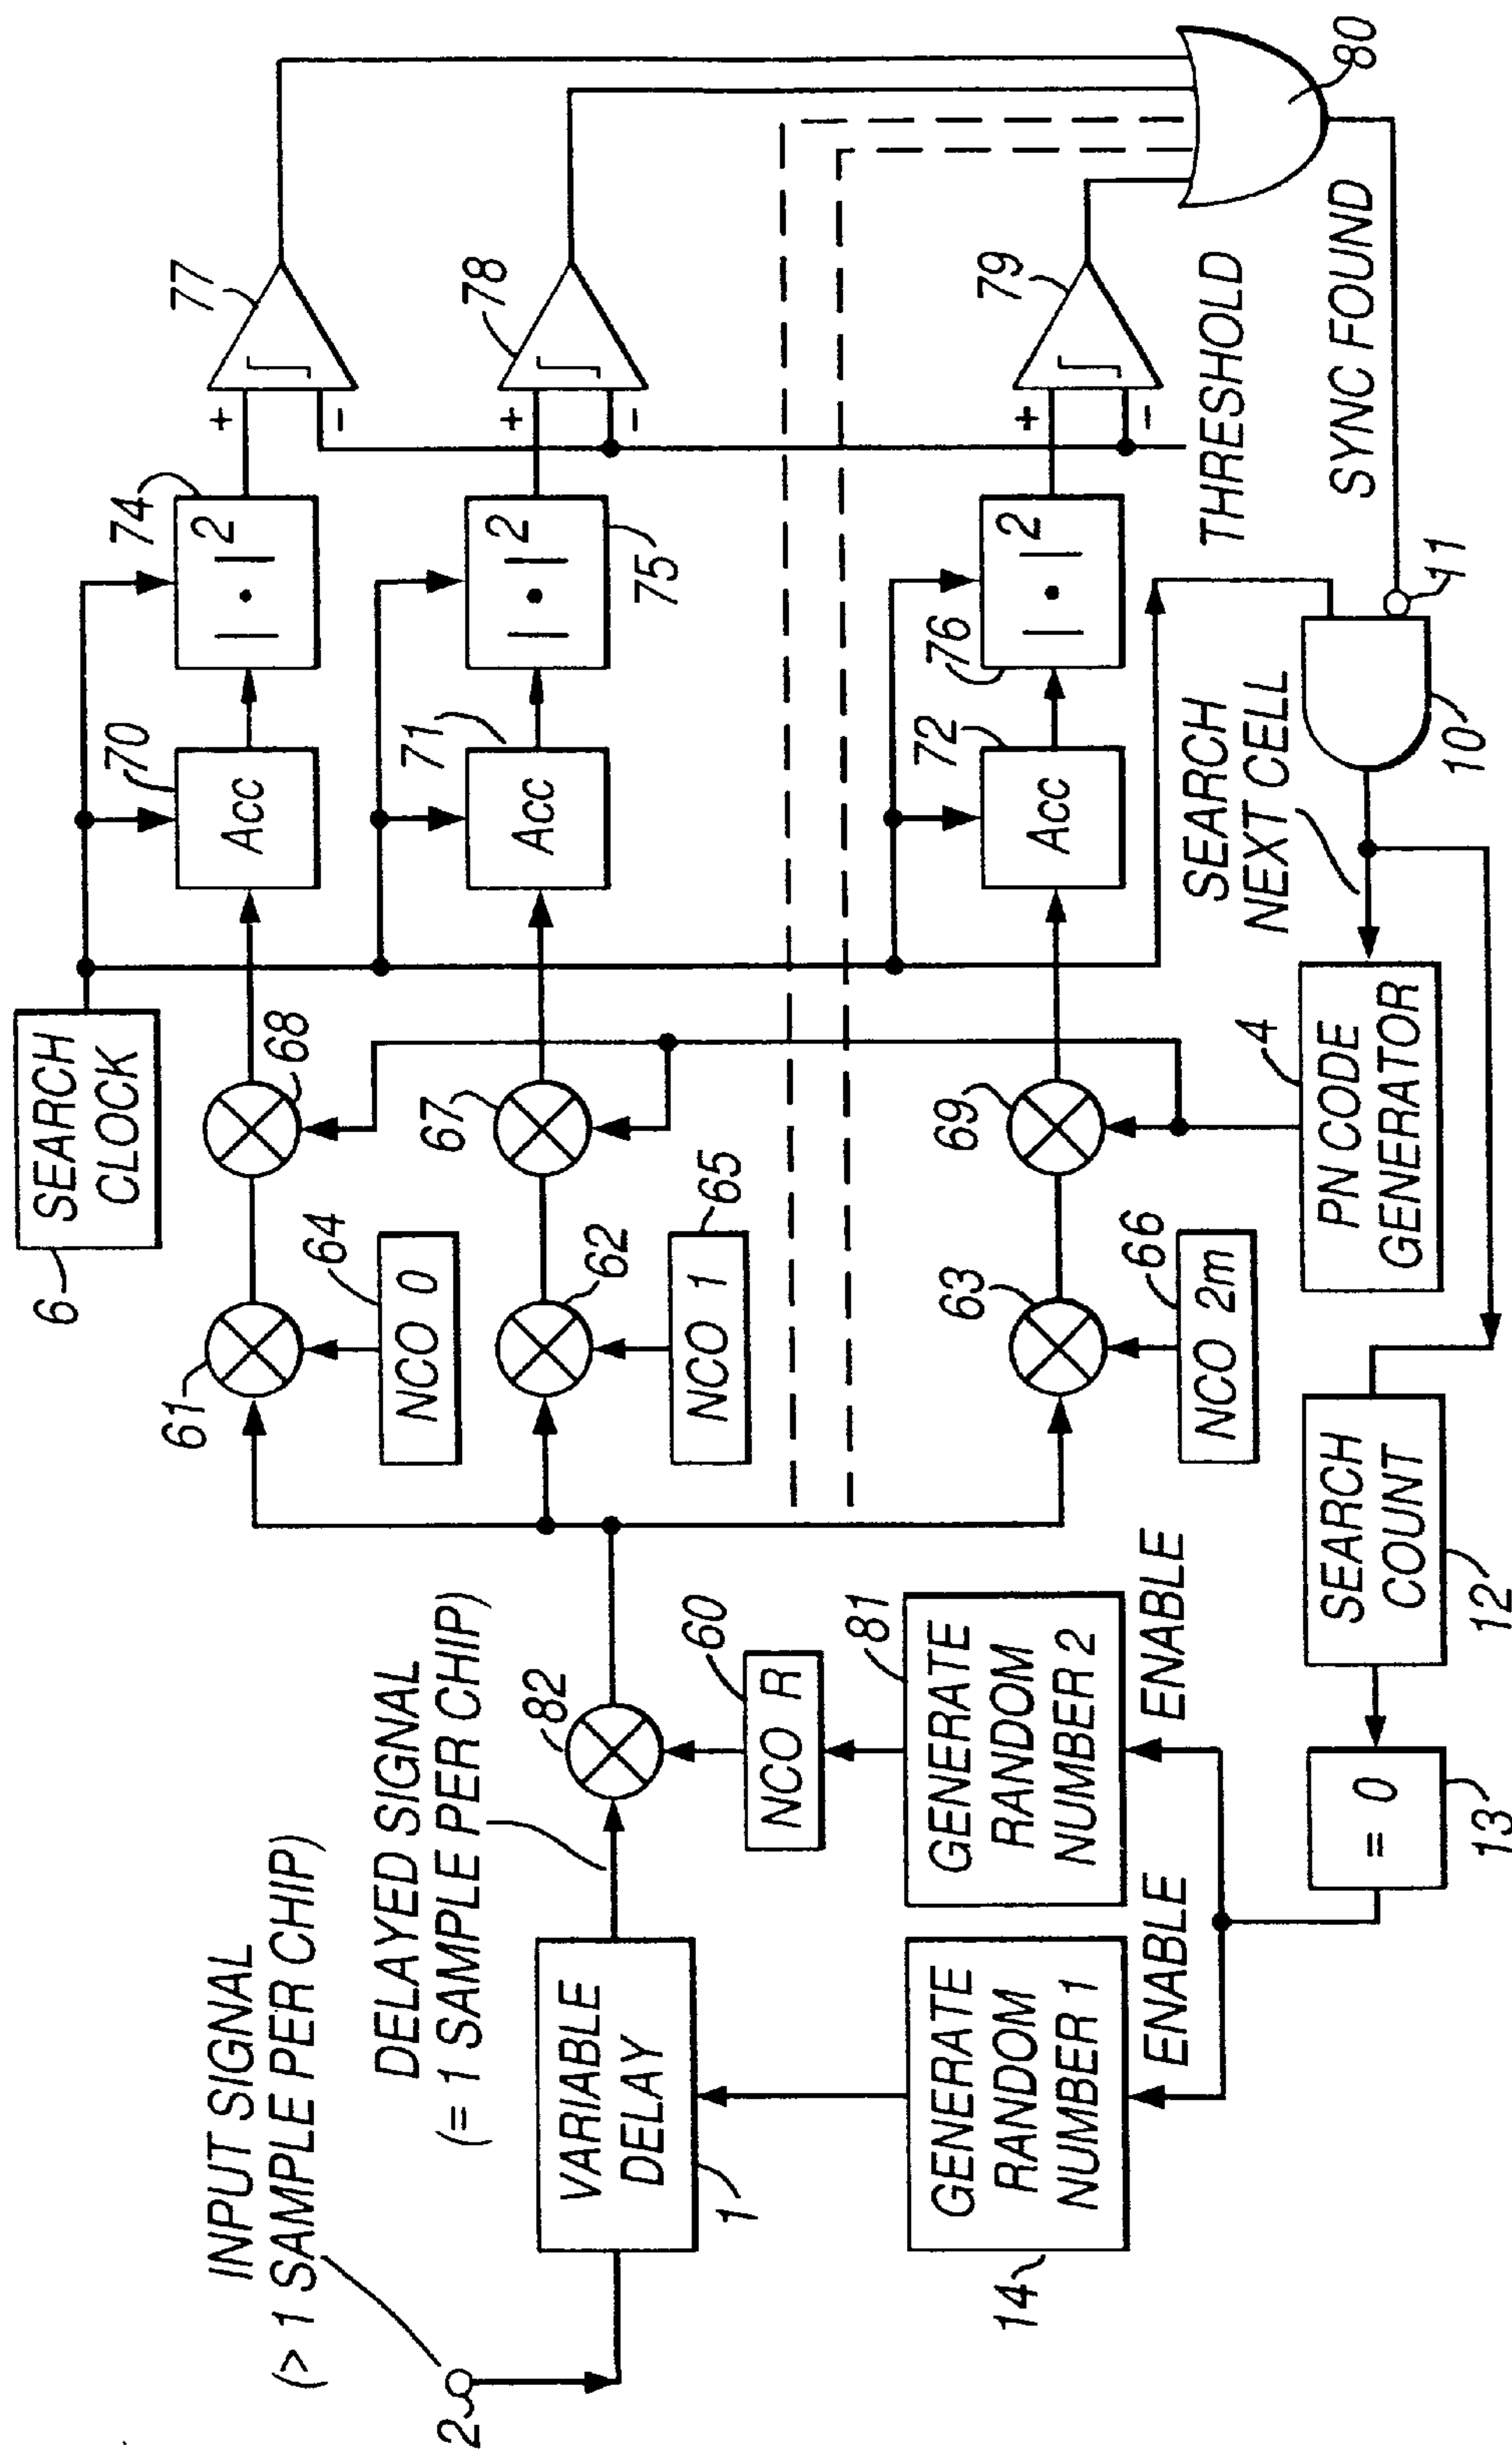 INPUT SIGNAL
(> 1 SAMPLE PER CHIP)
2
DELAYED SIGNAL
(= 1 SAMPLE PER CHIP)
VARIABLE
DELAY
1
GENERATE
RANDOM
NUMBER 1
14
ENABLE
GENERATE
RANDOM
NUMBER 2
81
ENABLE
NCO R
60
82
61
NCO 0
64
62
NCO 1
65
63
NCO 2m
66
SEARCH
CLOCK
6
68
67
69
Acc
70
Acc
71
Acc
72
| • | 2
74
| • | 2
75
| • | 2
76
+
-
77
+
-
78
+
-
79
THRESHOLD
80
SYNC FOUND
11
10
SEARCH
NEXT CELL
PN CODE
GENERATOR
4
SEARCH
COUNT
12
= 0
13